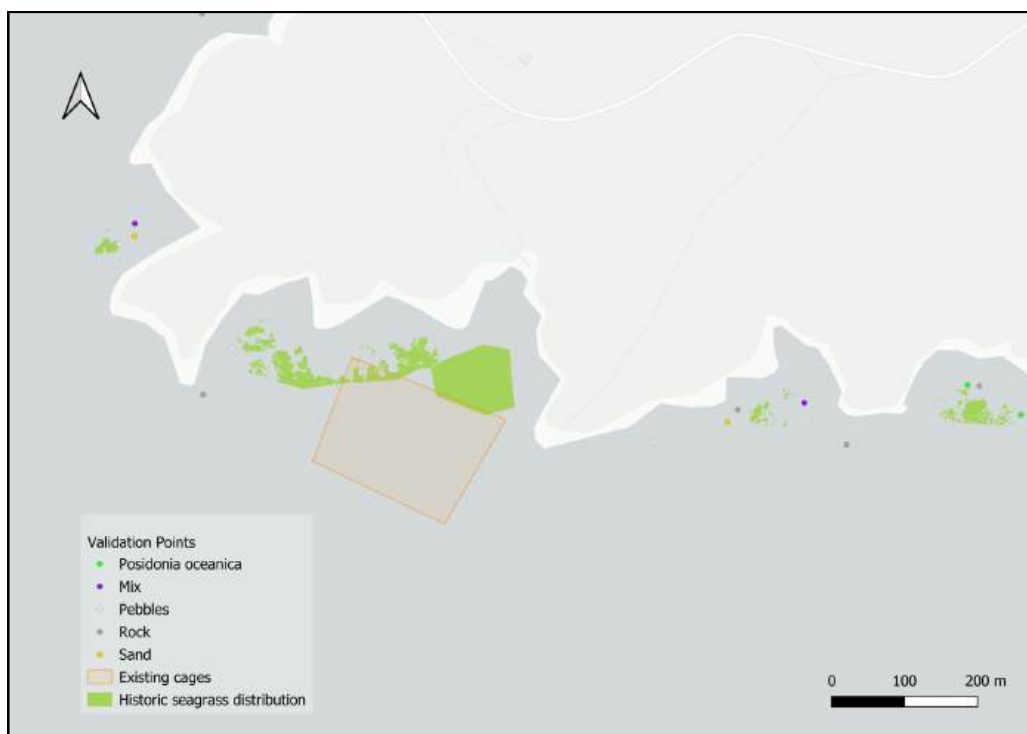 Validation Points
Posidonia oceanica
Mix
Pebbles
Rock
Sand
Existing cages
Historic seagrass distribution
0 100 200 m